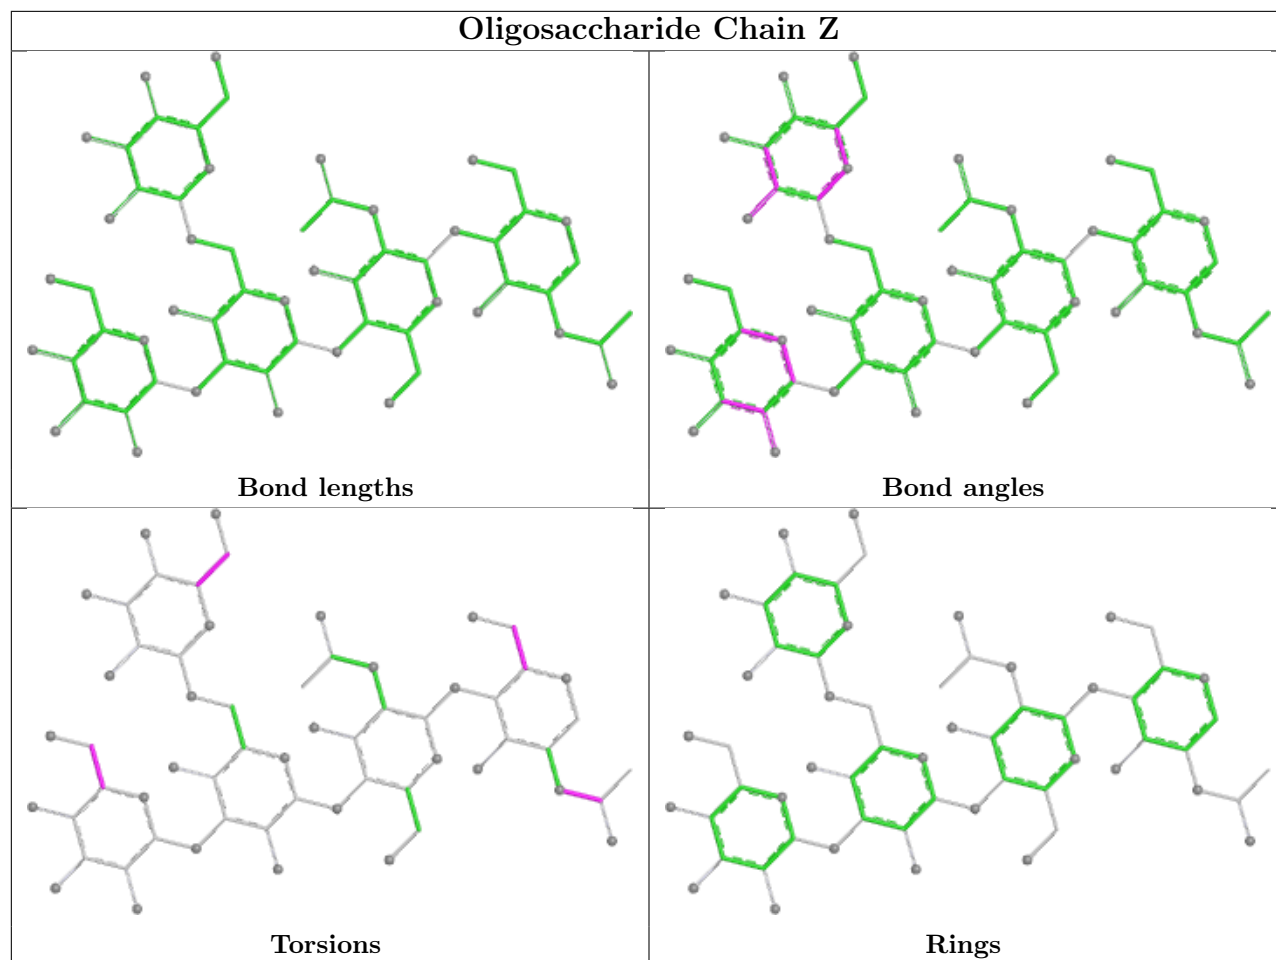 Oligosaccharide Chain Z
Bond lengths
Bond angles
Torsions
Rings